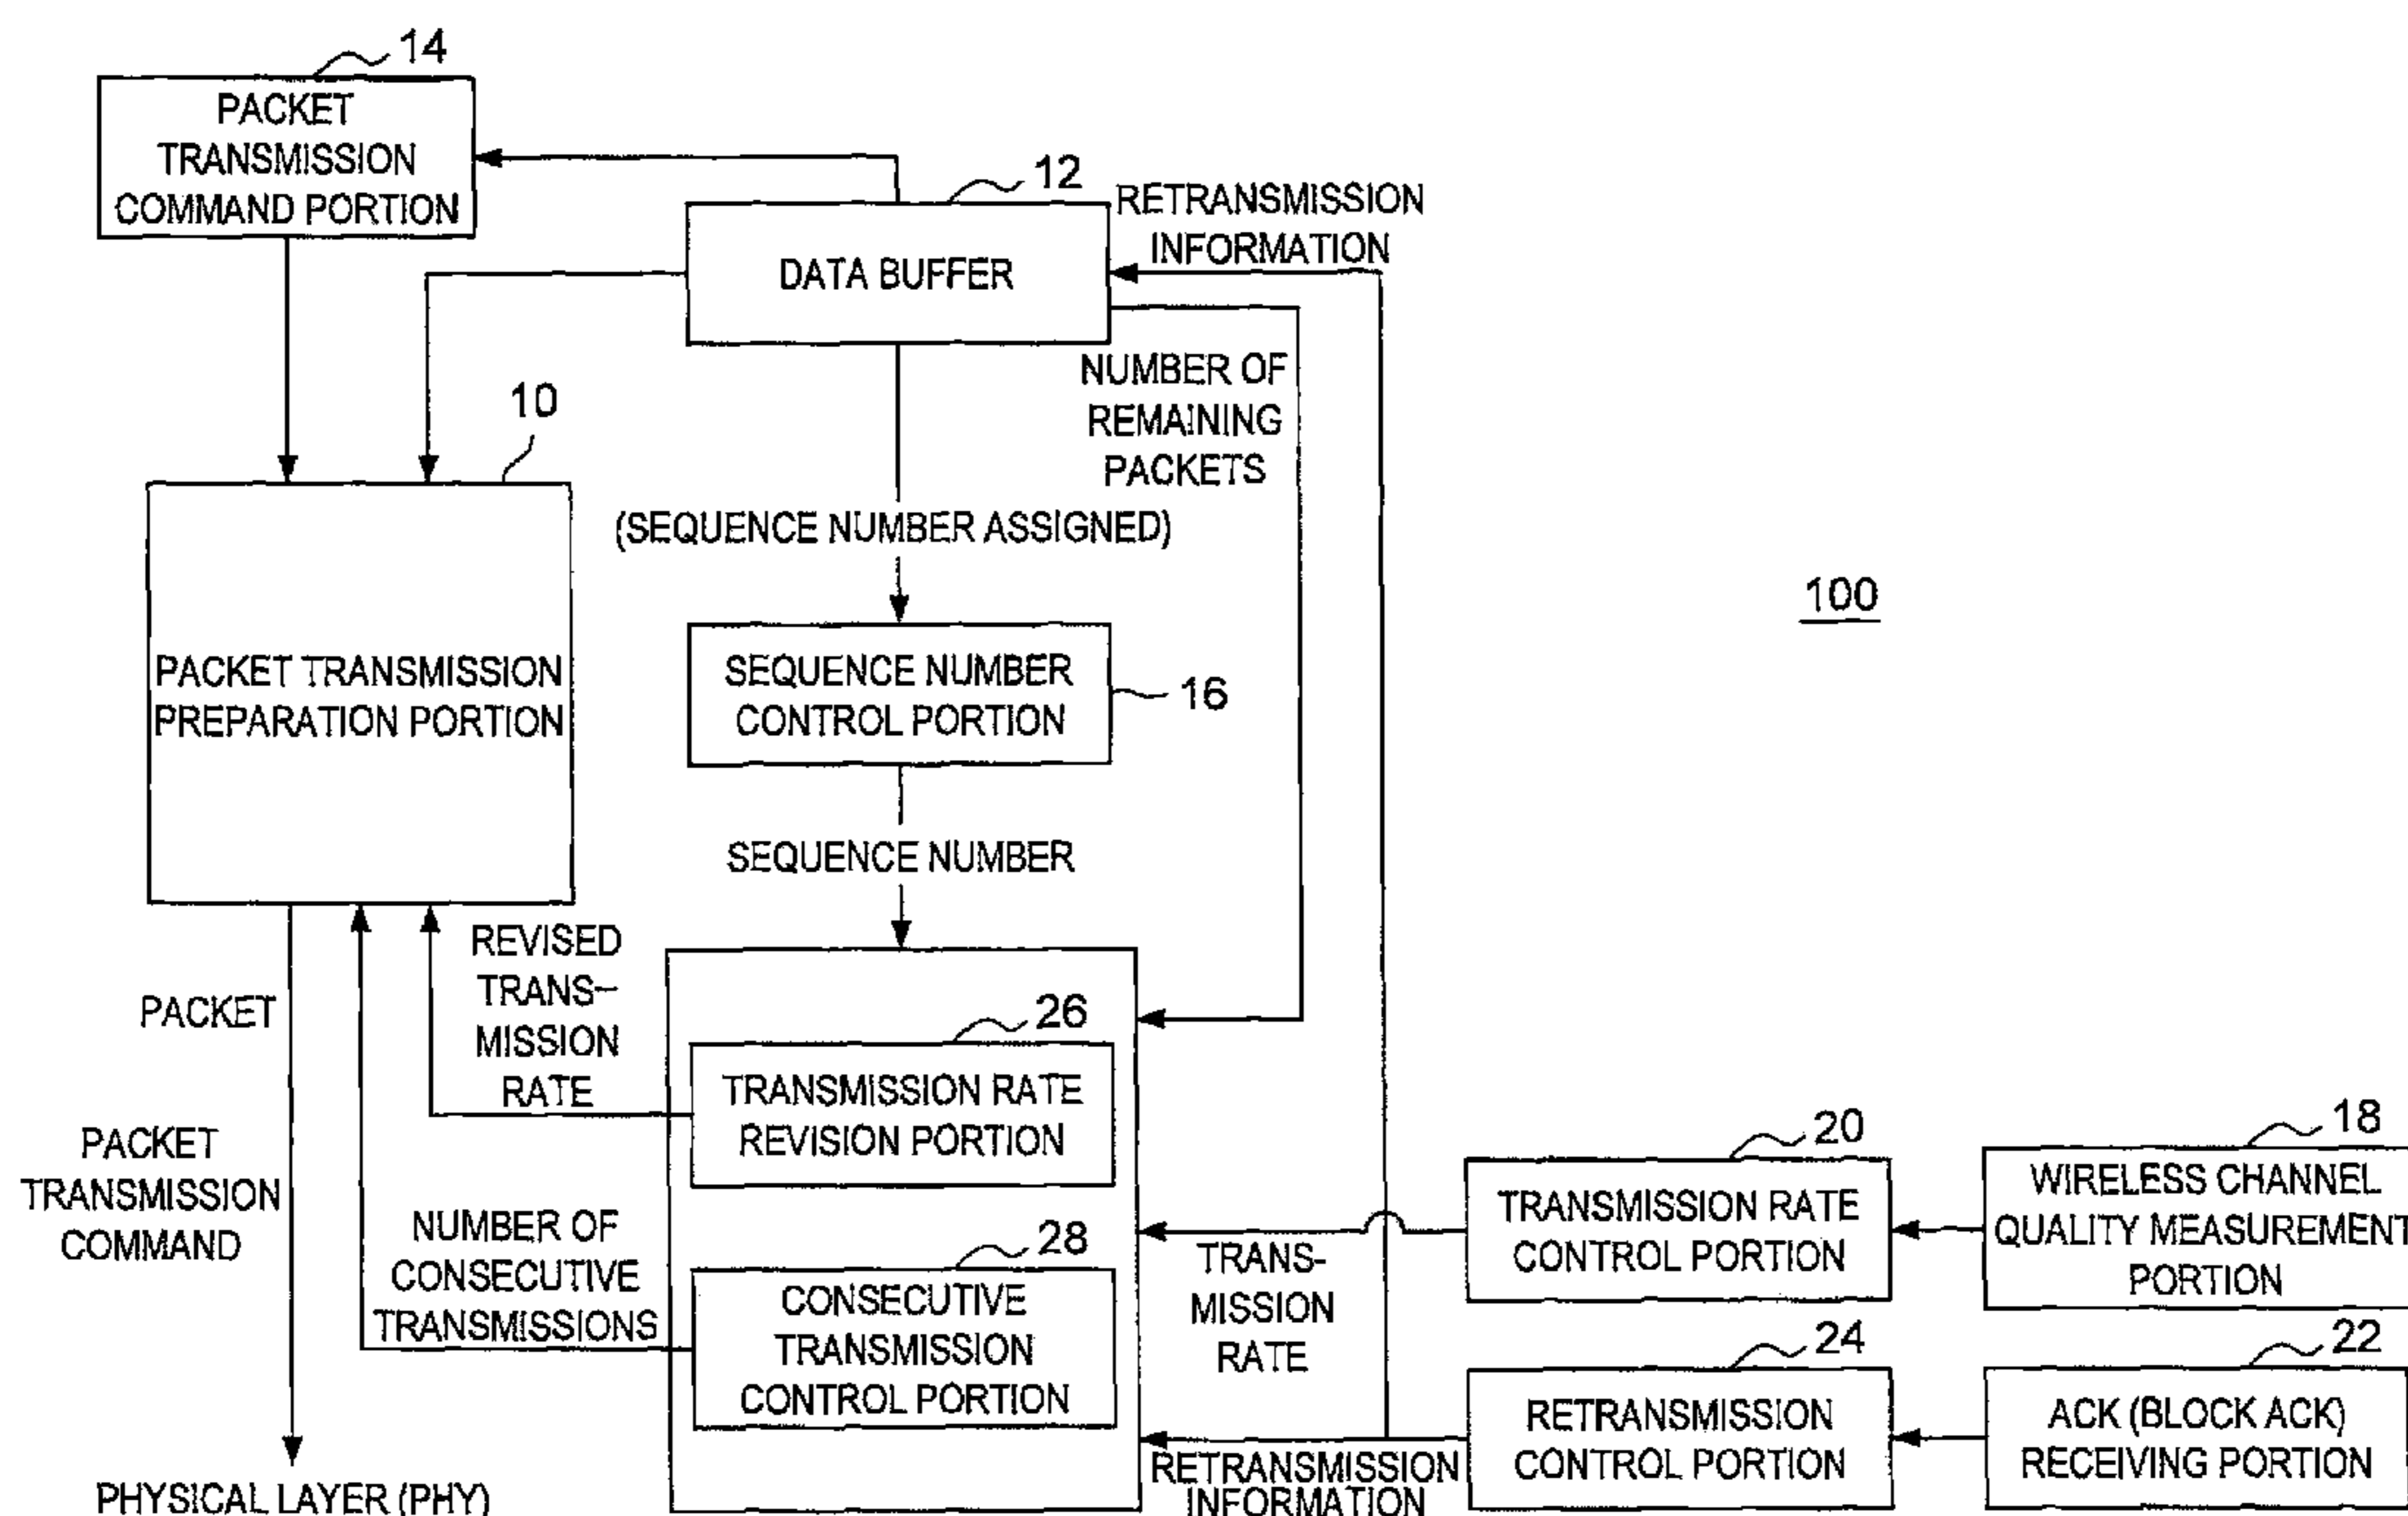 14
PACKET
TRANSMISSION
COMMAND PORTION
12
DATA BUFFER
RETRANSMISSION
INFORMATION
NUMBER OF
REMAINING
PACKETS
10
PACKET TRANSMISSION
PREPARATION PORTION
(SEQUENCE NUMBER ASSIGNED)
100
SEQUENCE NUMBER
CONTROL PORTION
16
SEQUENCE NUMBER
REVISED
TRANS-
MISSION
RATE
PACKET
26
TRANSMISSION RATE
REVISION PORTION
PACKET
TRANSMISSION
COMMAND
NUMBER OF
CONSECUTIVE
TRANSMISSIONS
28
CONSECUTIVE
TRANSMISSION
CONTROL PORTION
TRANS-
MISSION
RATE
20
TRANSMISSION RATE
CONTROL PORTION
18
WIRELESS CHANNEL
QUALITY MEASUREMENT
PORTION
24
RETRANSMISSION
CONTROL PORTION
22
ACK (BLOCK ACK)
RECEIVING PORTION
RETRANSMISSION
INFORMATION
PHYSICAL LAYER (PHY)